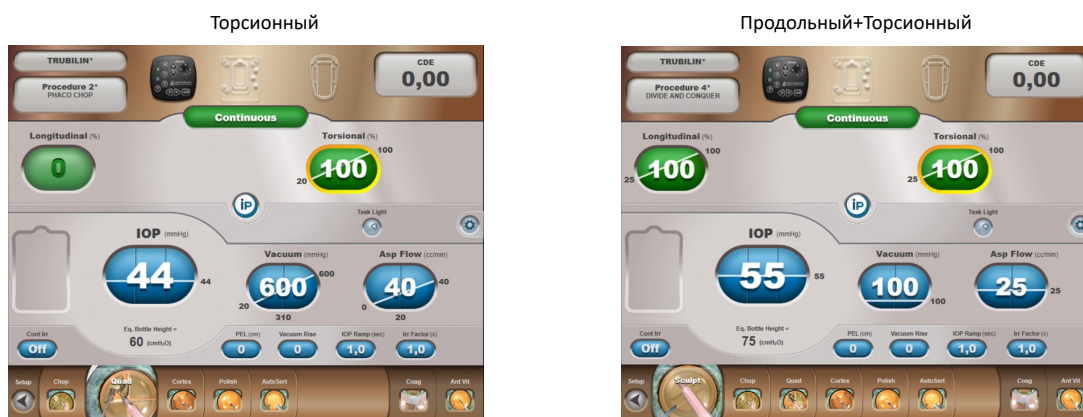 Торсионный
TRUBILIN*
Procedure 2*
PHACO CHOP
CDE
0,00
Continuous
Longitudinal (%)
0
Torsional (%)
100
100
20
iP
Task Light
IOP (mmHg)
44
44
Vacuum (mmHg)
600
600
20
310
Asp Flow (cc/min)
40
40
0
20
Eq. Bottle Height =
60 (cmH₂O)
Cont Irr
Off
PEL (cm)
0
Vacuum Rise
0
IOP Ramp (sec)
1,0
Irr Factor (x)
1,0
Setup
Chop
Quad
Cortex
Polish
AutoSert
Coag
Ant Vit
Продольный+Торсионный
TRUBILIN*
Procedure 4*
DIVIDE AND CONQUER
CDE
0,00
Continuous
Longitudinal (%)
100
100
25
Torsional (%)
100
100
25
iP
Task Light
IOP (mmHg)
55
55
Vacuum (mmHg)
100
100
Asp Flow (cc/min)
25
25
Eq. Bottle Height =
75 (cmH₂O)
Cont Irr
Off
PEL (cm)
0
Vacuum Rise
0
IOP Ramp (sec)
1,0
Irr Factor (x)
1,0
Setup
Sculpt
Chop
Quad
Cortex
Polish
AutoSert
Coag
Ant Vit